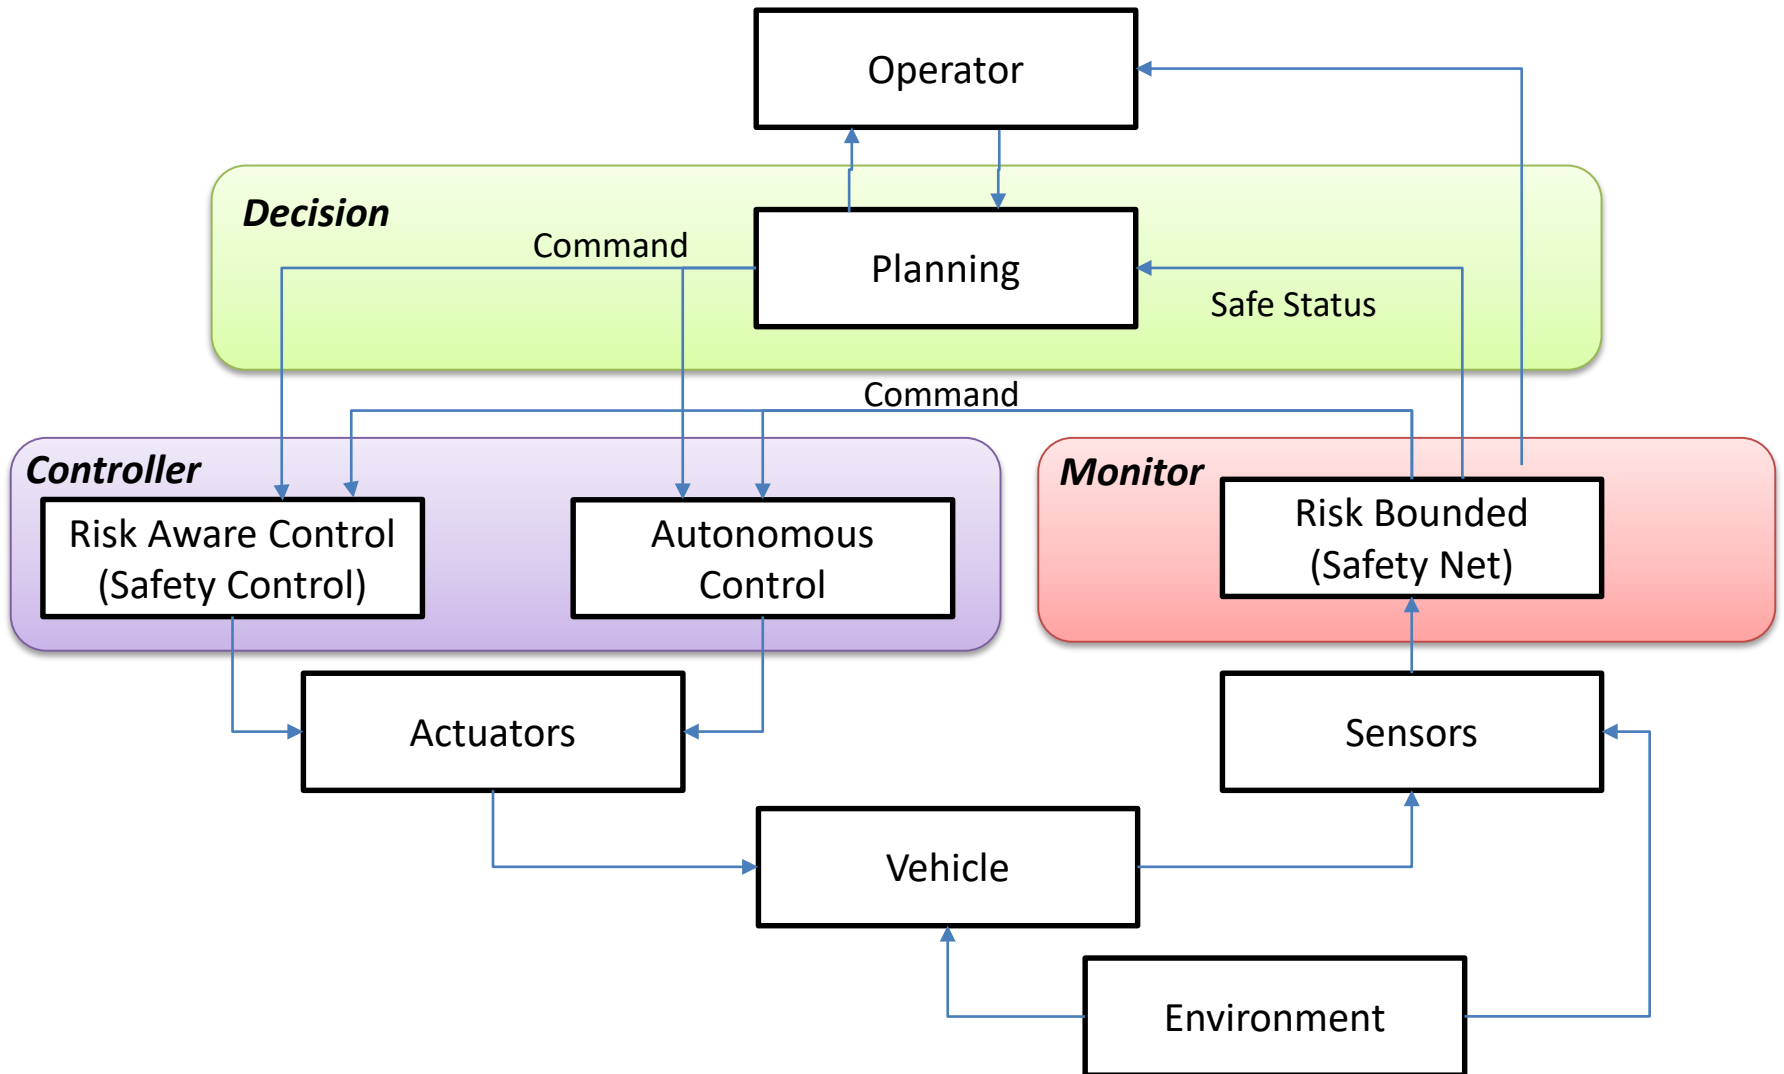 Operator
Decision
Command
Planning
Safe Status
Command
Controller
Monitor
Risk Aware Control
(Safety Control)
Autonomous
Control
Risk Bounded
(Safety Net)
Actuators
Sensors
Vehicle
Environment